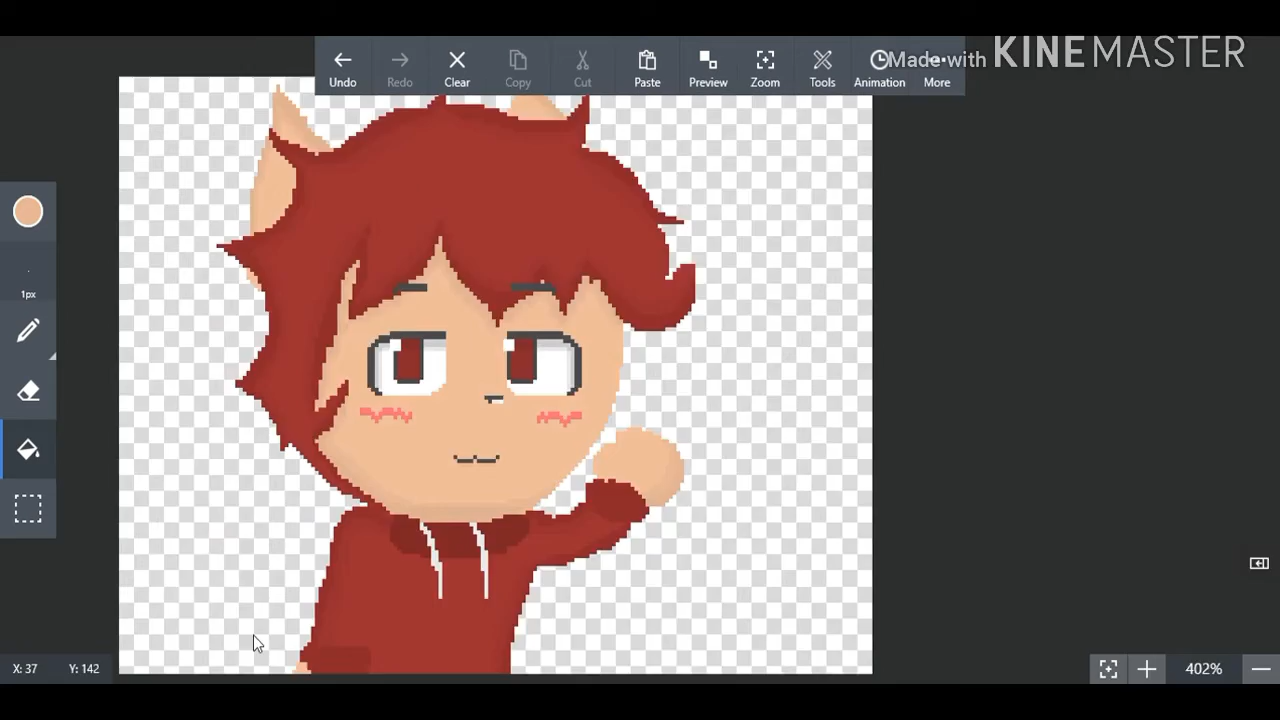 Undo Redo Clear Copy Cut Paste Preview Zoom Tools Animation More
Made with KINEMASTER
1px
X: 37 Y: 142
402%